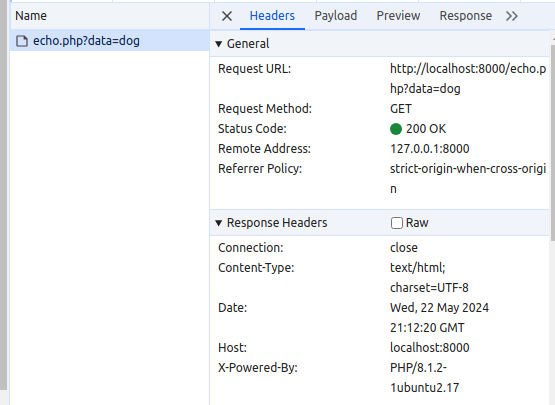 Name
Headers Payload Preview Response
echo.php?data=dog
General
Request URL: http://localhost:8000/echo.p
hp?data=dog
Request Method: GET
Status Code: 200 OK
Remote Address: 127.0.0.1:8000
Referrer Policy: strict-origin-when-cross-origi
n
Response Headers Raw
Connection: close
Content-Type: text/html;
charset=UTF-8
Date: Wed, 22 May 2024
21:12:20 GMT
Host: localhost:8000
X-Powered-By: PHP/8.1.2-
1ubuntu2.17